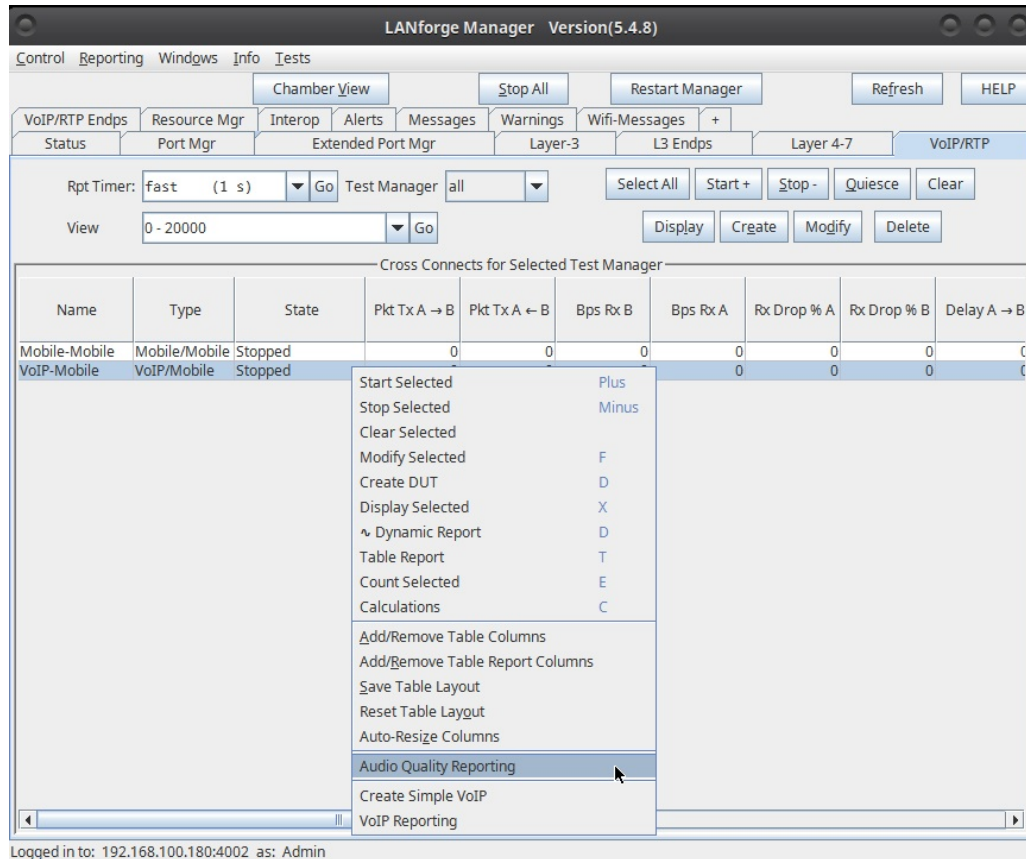 LANforge Manager Version(5.4.8)
Control Reporting Windows Info Tests
Chamber View Stop All Restart Manager Refresh HELP
VoIP/RTP Endps Resource Mgr Interop Alerts Messages Warnings Wifi-Messages +
Status Port Mgr Extended Port Mgr Layer-3 L3 Endps Layer 4-7 VoIP/RTP
Rpt Timer: fast (1 s) Go Test Manager all Select All Start + Stop - Quiesce Clear
View 0 - 20000 Go Display Create Modify Delete
Cross Connects for Selected Test Manager
Name Type State Pkt Tx A → B Pkt Tx A ← B Bps Rx B Bps Rx A Rx Drop % A Rx Drop % B Delay A → B
Mobile-Mobile Mobile/Mobile Stopped 0 0 0 0 0 0 0
VoIP-Mobile VoIP/Mobile Stopped 0 0 0 0
Start Selected Plus
Stop Selected Minus
Clear Selected
Modify Selected F
Create DUT D
Display Selected X
∿ Dynamic Report D
Table Report T
Count Selected E
Calculations C
Add/Remove Table Columns
Add/Remove Table Report Columns
Save Table Layout
Reset Table Layout
Auto-Resize Columns
Audio Quality Reporting
Create Simple VoIP
VoIP Reporting
Logged in to: 192.168.100.180:4002 as: Admin